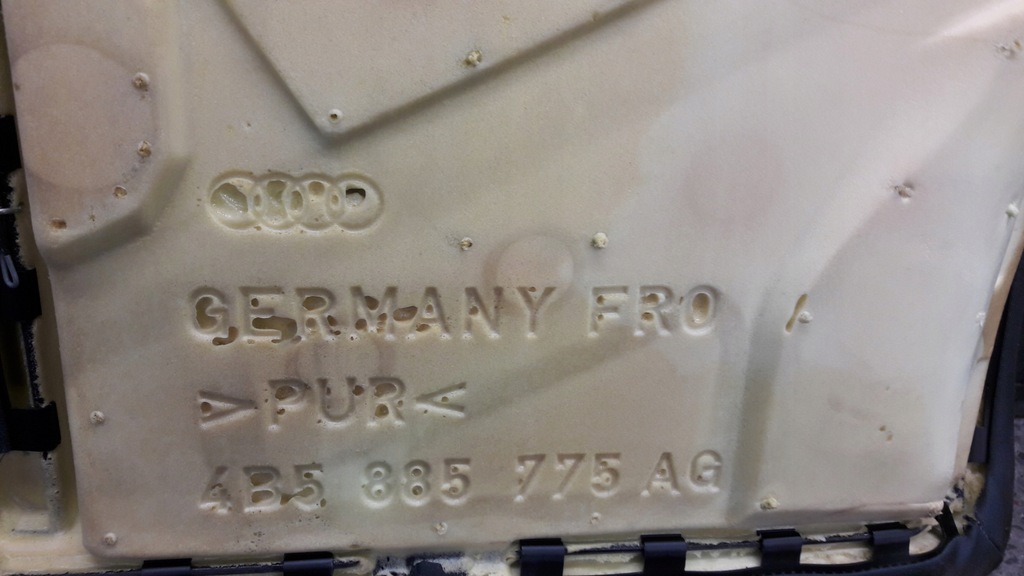 GERMANY FRO
>PUR<
4B5 885 775 AG